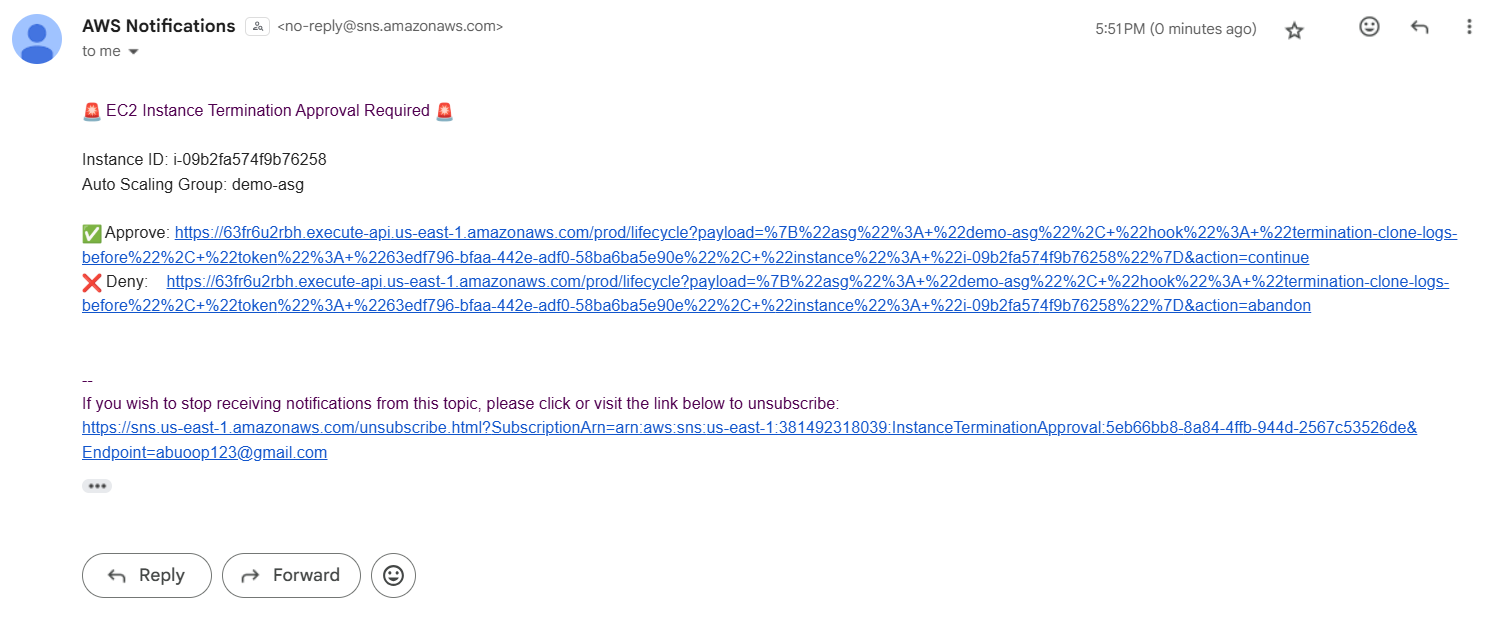 AWS Notifications <no-reply@sns.amazonaws.com> 5:51 PM (0 minutes ago)
to me
🚨 EC2 Instance Termination Approval Required 🚨
Instance ID: i-09b2fa574f9b76258
Auto Scaling Group: demo-asg
✅ Approve: https://63fr6u2rbh.execute-api.us-east-1.amazonaws.com/prod/lifecycle?payload=%7B%22asg%22%3A+%22demo-asg%22%2C+%22hook%22%3A+%22termination-clone-logs-
before%22%2C+%22token%22%3A+%2263edf796-bfaa-442e-adf0-58ba6ba5e90e%22%2C+%22instance%22%3A+%22i-09b2fa574f9b76258%22%7D&action=continue
❌ Deny: https://63fr6u2rbh.execute-api.us-east-1.amazonaws.com/prod/lifecycle?payload=%7B%22asg%22%3A+%22demo-asg%22%2C+%22hook%22%3A+%22termination-clone-logs-
before%22%2C+%22token%22%3A+%2263edf796-bfaa-442e-adf0-58ba6ba5e90e%22%2C+%22instance%22%3A+%22i-09b2fa574f9b76258%22%7D&action=abandon
--
If you wish to stop receiving notifications from this topic, please click or visit the link below to unsubscribe:
https://sns.us-east-1.amazonaws.com/unsubscribe.html?SubscriptionArn=arn:aws:sns:us-east-1:381492318039:InstanceTerminationApproval:5eb66bb8-8a84-4ffb-944d-2567c53526de&
Endpoint=abuoop123@gmail.com
Reply Forward